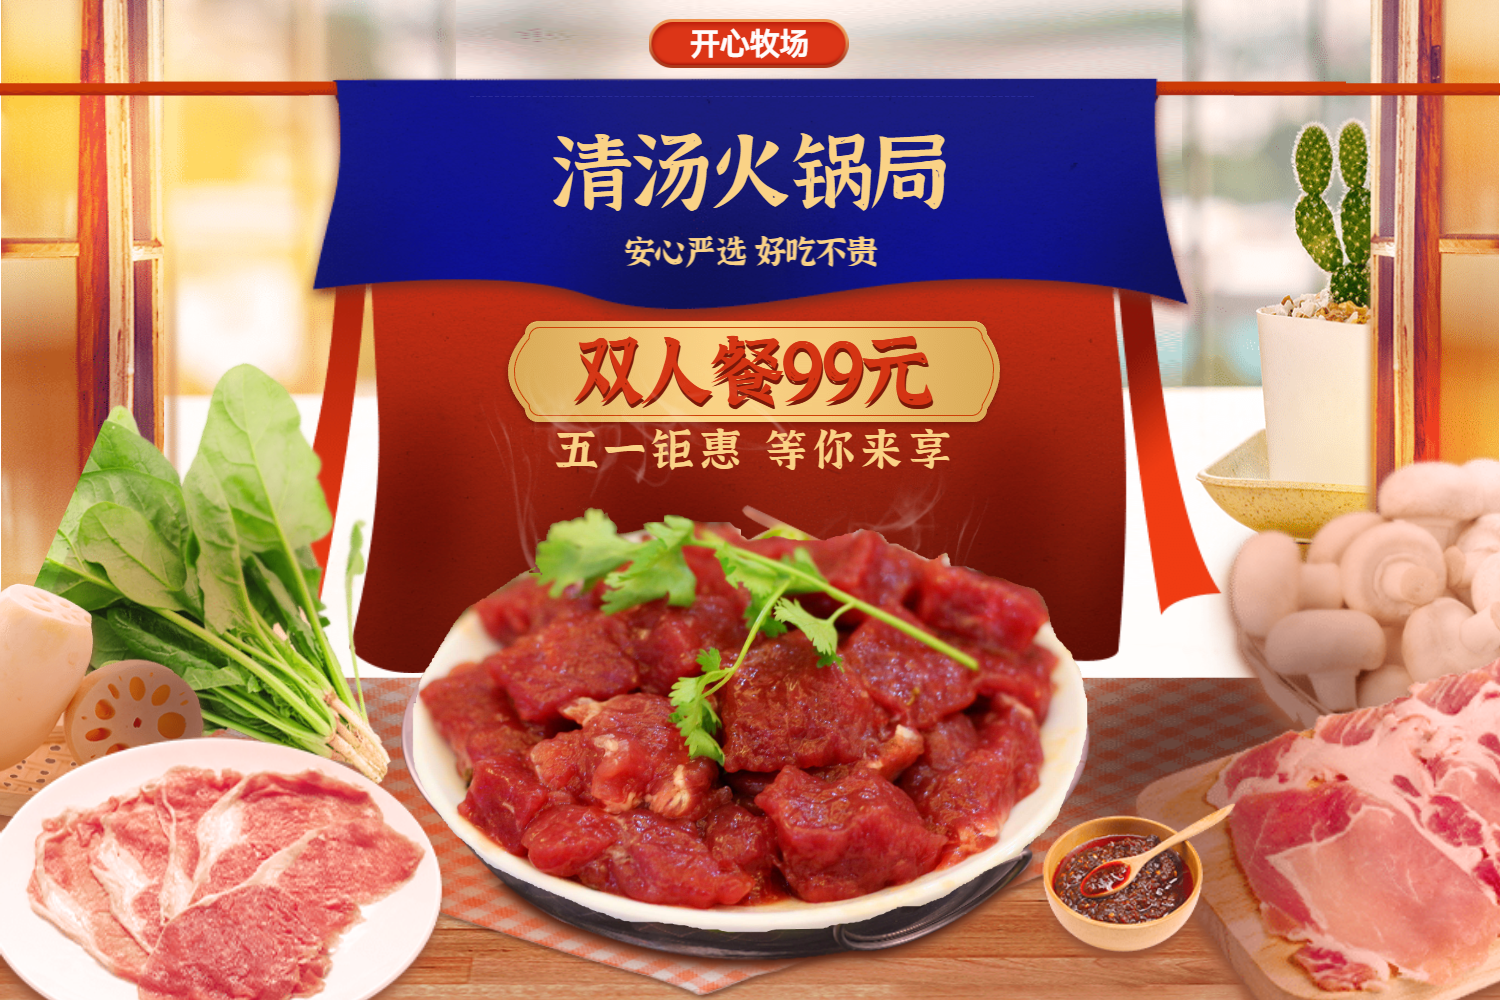 开心牧场
清汤火锅局
安心严选 好吃不贵
双人餐99元
五一钜惠 等你来享